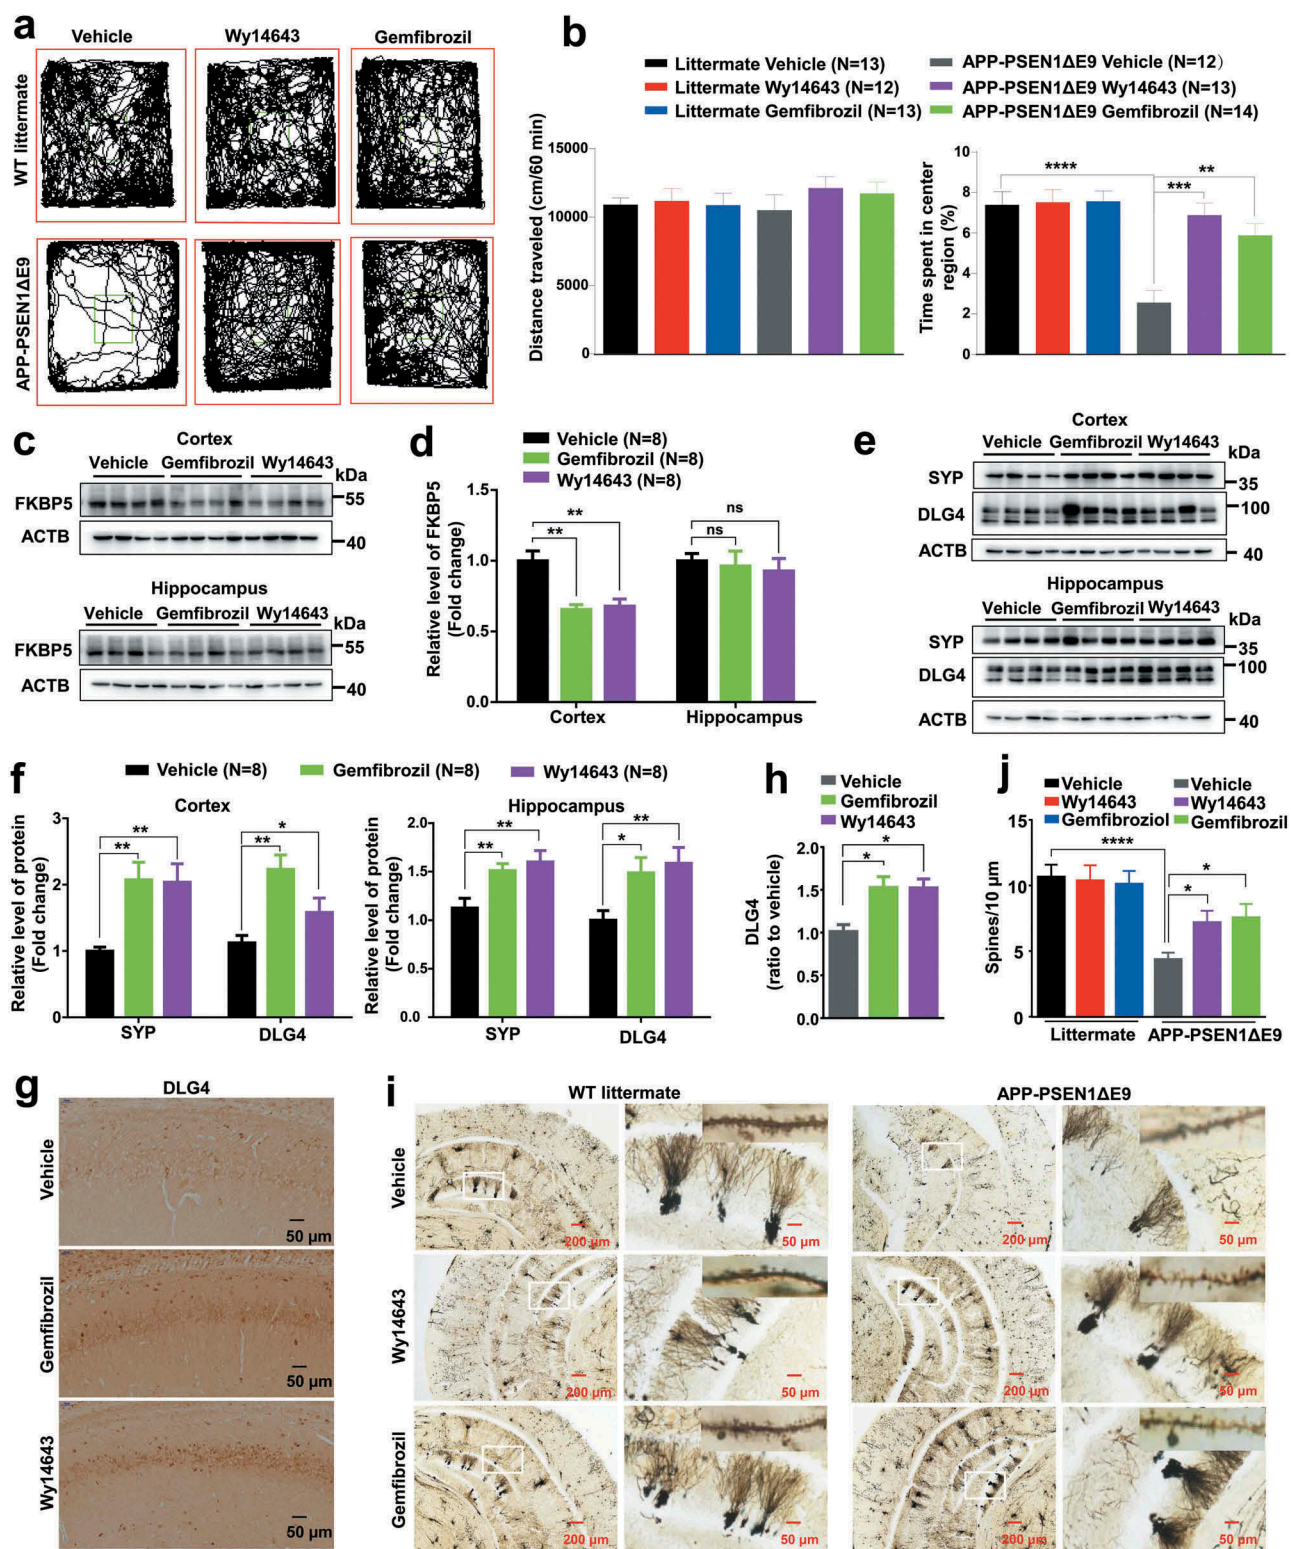 a
Vehicle
Wy14643
Gemfibrozil
WT littermate
APP-PSEN1ΔE9
b
Littermate Vehicle (N=13)
Littermate Wy14643 (N=12)
Littermate Gemfibrozil (N=13)
APP-PSEN1ΔE9 Vehicle (N=12)
APP-PSEN1ΔE9 Wy14643 (N=13)
APP-PSEN1ΔE9 Gemfibrozil (N=14)
Distance traveled (cm/60 min)
15000
10000
5000
0
Time spent in center
region (%)
10
8
6
4
2
0
****
***
**
c
Cortex
Vehicle Gemfibrozil Wy14643
kDa
FKBP5
55
ACTB
40
Hippocampus
Vehicle Gemfibrozil Wy14643
kDa
FKBP5
55
ACTB
40
d
Vehicle (N=8)
Gemfibrozil (N=8)
Wy14643 (N=8)
Relative level of FKBP5
(Fold change)
1.5
1.0
0.5
0.0
**
**
ns
ns
Cortex
Hippocampus
e
Cortex
Vehicle Gemfibrozil Wy14643
kDa
SYP
35
DLG4
100
ACTB
40
Hippocampus
Vehicle Gemfibrozil Wy14643
kDa
SYP
35
DLG4
100
ACTB
40
f
Vehicle (N=8)
Gemfibrozil (N=8)
Wy14643 (N=8)
Cortex
Relative level of protein
(Fold change)
3
2
1
0
**
**
*
**
SYP
DLG4
Hippocampus
Relative level of protein
(Fold change)
2.0
1.5
1.0
0.5
0.0
**
**
**
*
SYP
DLG4
h
Vehicle
Gemfibrozil
Wy14643
DLG4
(ratio to vehicle)
2.0
1.5
1.0
0.5
0.0
*
*
j
Vehicle
Wy14643
Gemfibroziol
Vehicle
Wy14643
Gemfibrozil
Spines/10 μm
15
10
5
0
****
*
*
Littermate
APP-PSEN1ΔE9
g
DLG4
Vehicle
50 μm
Gemfibrozil
50 μm
Wy14643
50 μm
i
WT littermate
APP-PSEN1ΔE9
Vehicle
200 μm
50 μm
200 μm
50 μm
Wy14643
200 μm
50 μm
200 μm
50 μm
Gemfibrozil
200 μm
50 μm
200 μm
50 μm